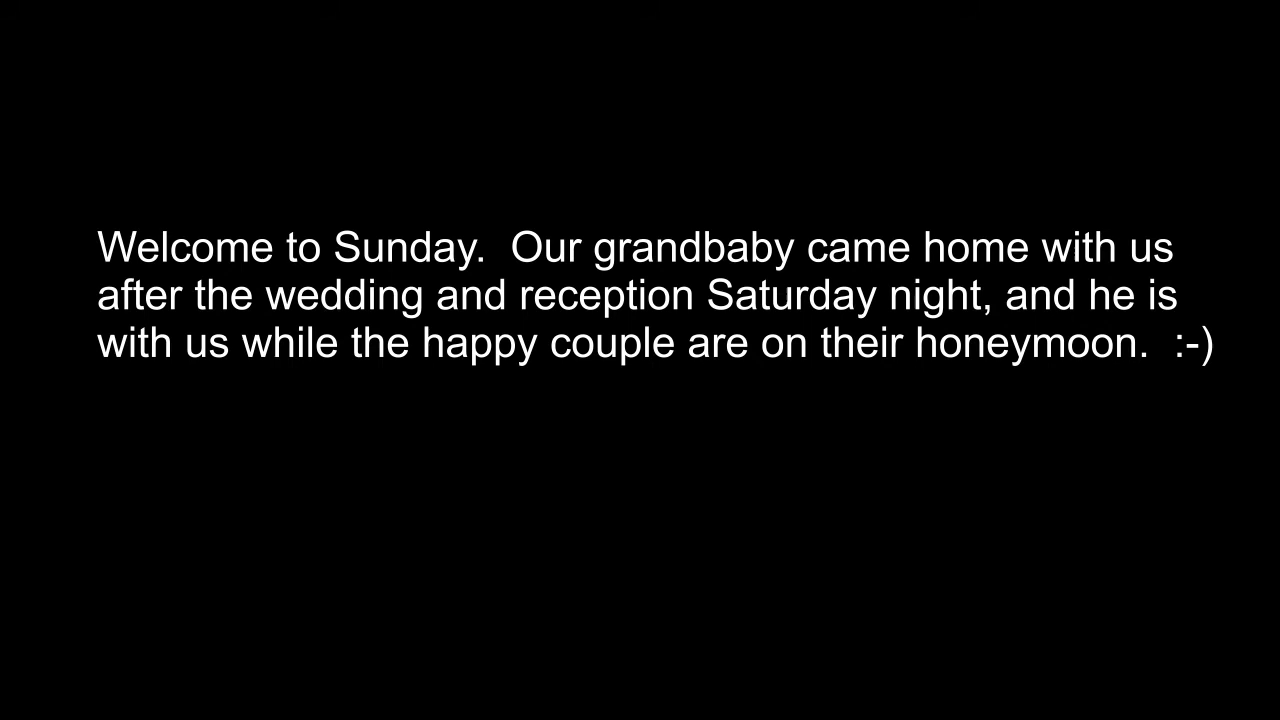 Welcome to Sunday.  Our grandbaby came home with us
after the wedding and reception Saturday night, and he is
with us while the happy couple are on their honeymoon.  :-)